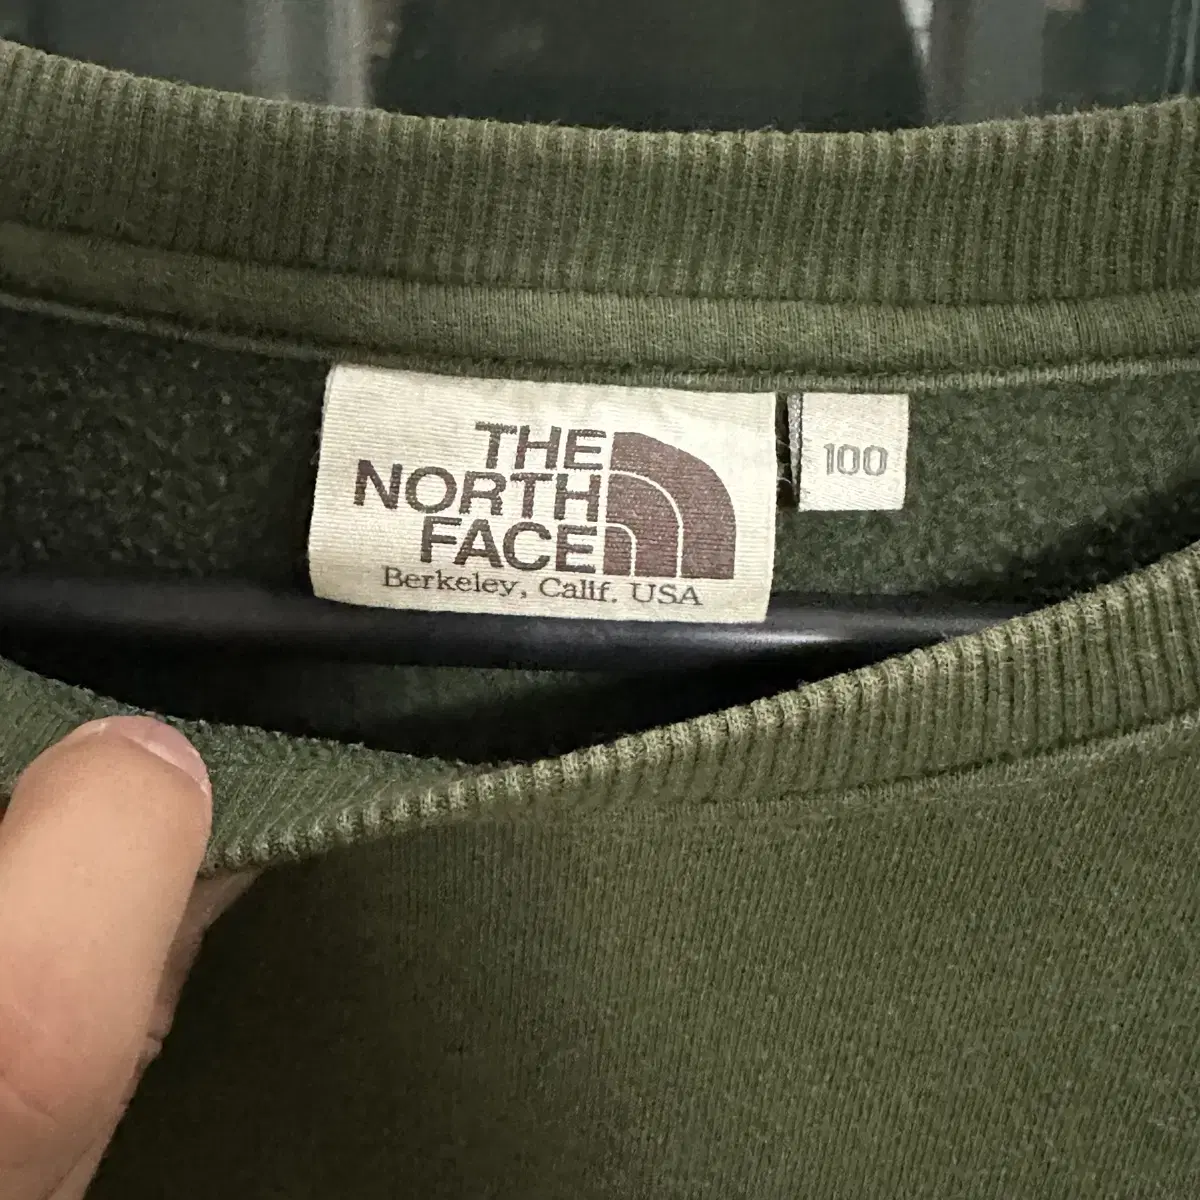 THE
NORTH
FACE
Berkeley, Calif. USA
100